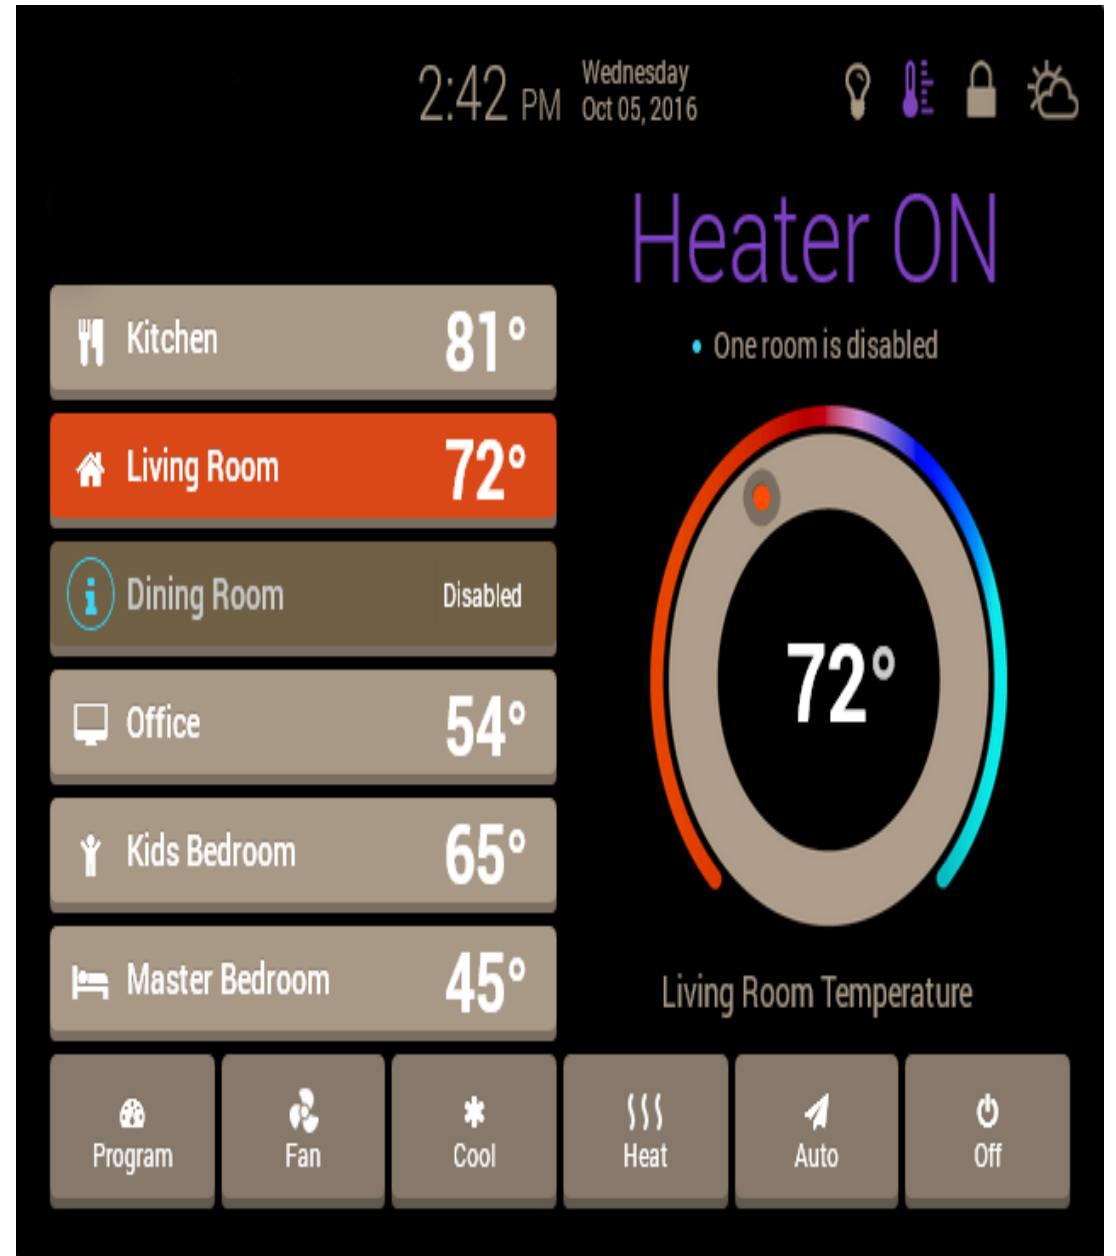 2:42 PM
Wednesday
Oct 05, 2016
Heater ON
• One room is disabled
Kitchen 81°
Living Room 72°
Dining Room Disabled
Office 54°
Kids Bedroom 65°
Master Bedroom 45°
72°
Living Room Temperature
Program
Fan
Cool
Heat
Auto
Off